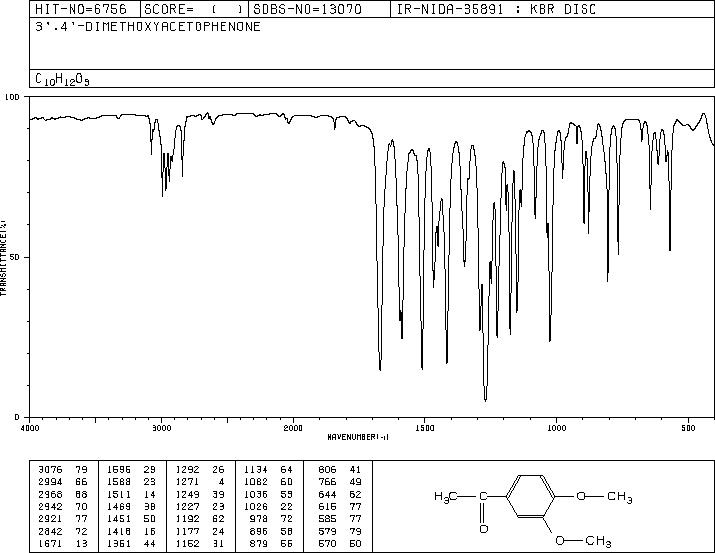 HIT-NO=6756 SCORE= ( ) SDBS-NO=13070 IR-NIDA-35891 : KBR DISC
3'.4'-DIMETHOXYACETOPHENONE
C10H12O3
100
50
0
TRANSMITTANCE(%)
4000 3000 2000 1500 1000 500
WAVENUMBER(-1)
3076 79 1596 29 1292 26 1134 64 806 41
2994 66 1588 23 1271 4 1082 60 766 49
2968 68 1511 14 1249 39 1036 59 644 62
2942 70 1469 38 1227 23 1026 22 615 77
2921 77 1451 50 1192 62 978 72 585 77
2842 72 1418 16 1177 24 896 58 579 79
1671 13 1351 44 1152 31 879 55 570 50
H3C C O CH3
O O CH3